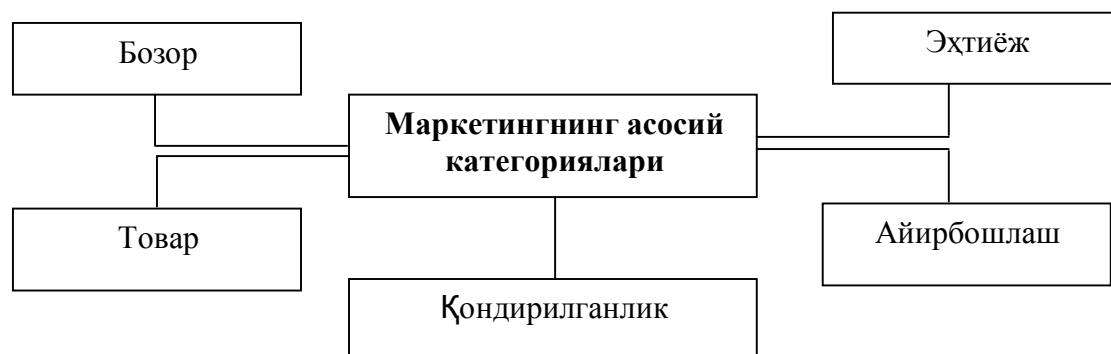 Бозор
Эҳтиёж
Маркетингнинг асосий
категориялари
Товар
Айирбошлаш
Қондирилганлик